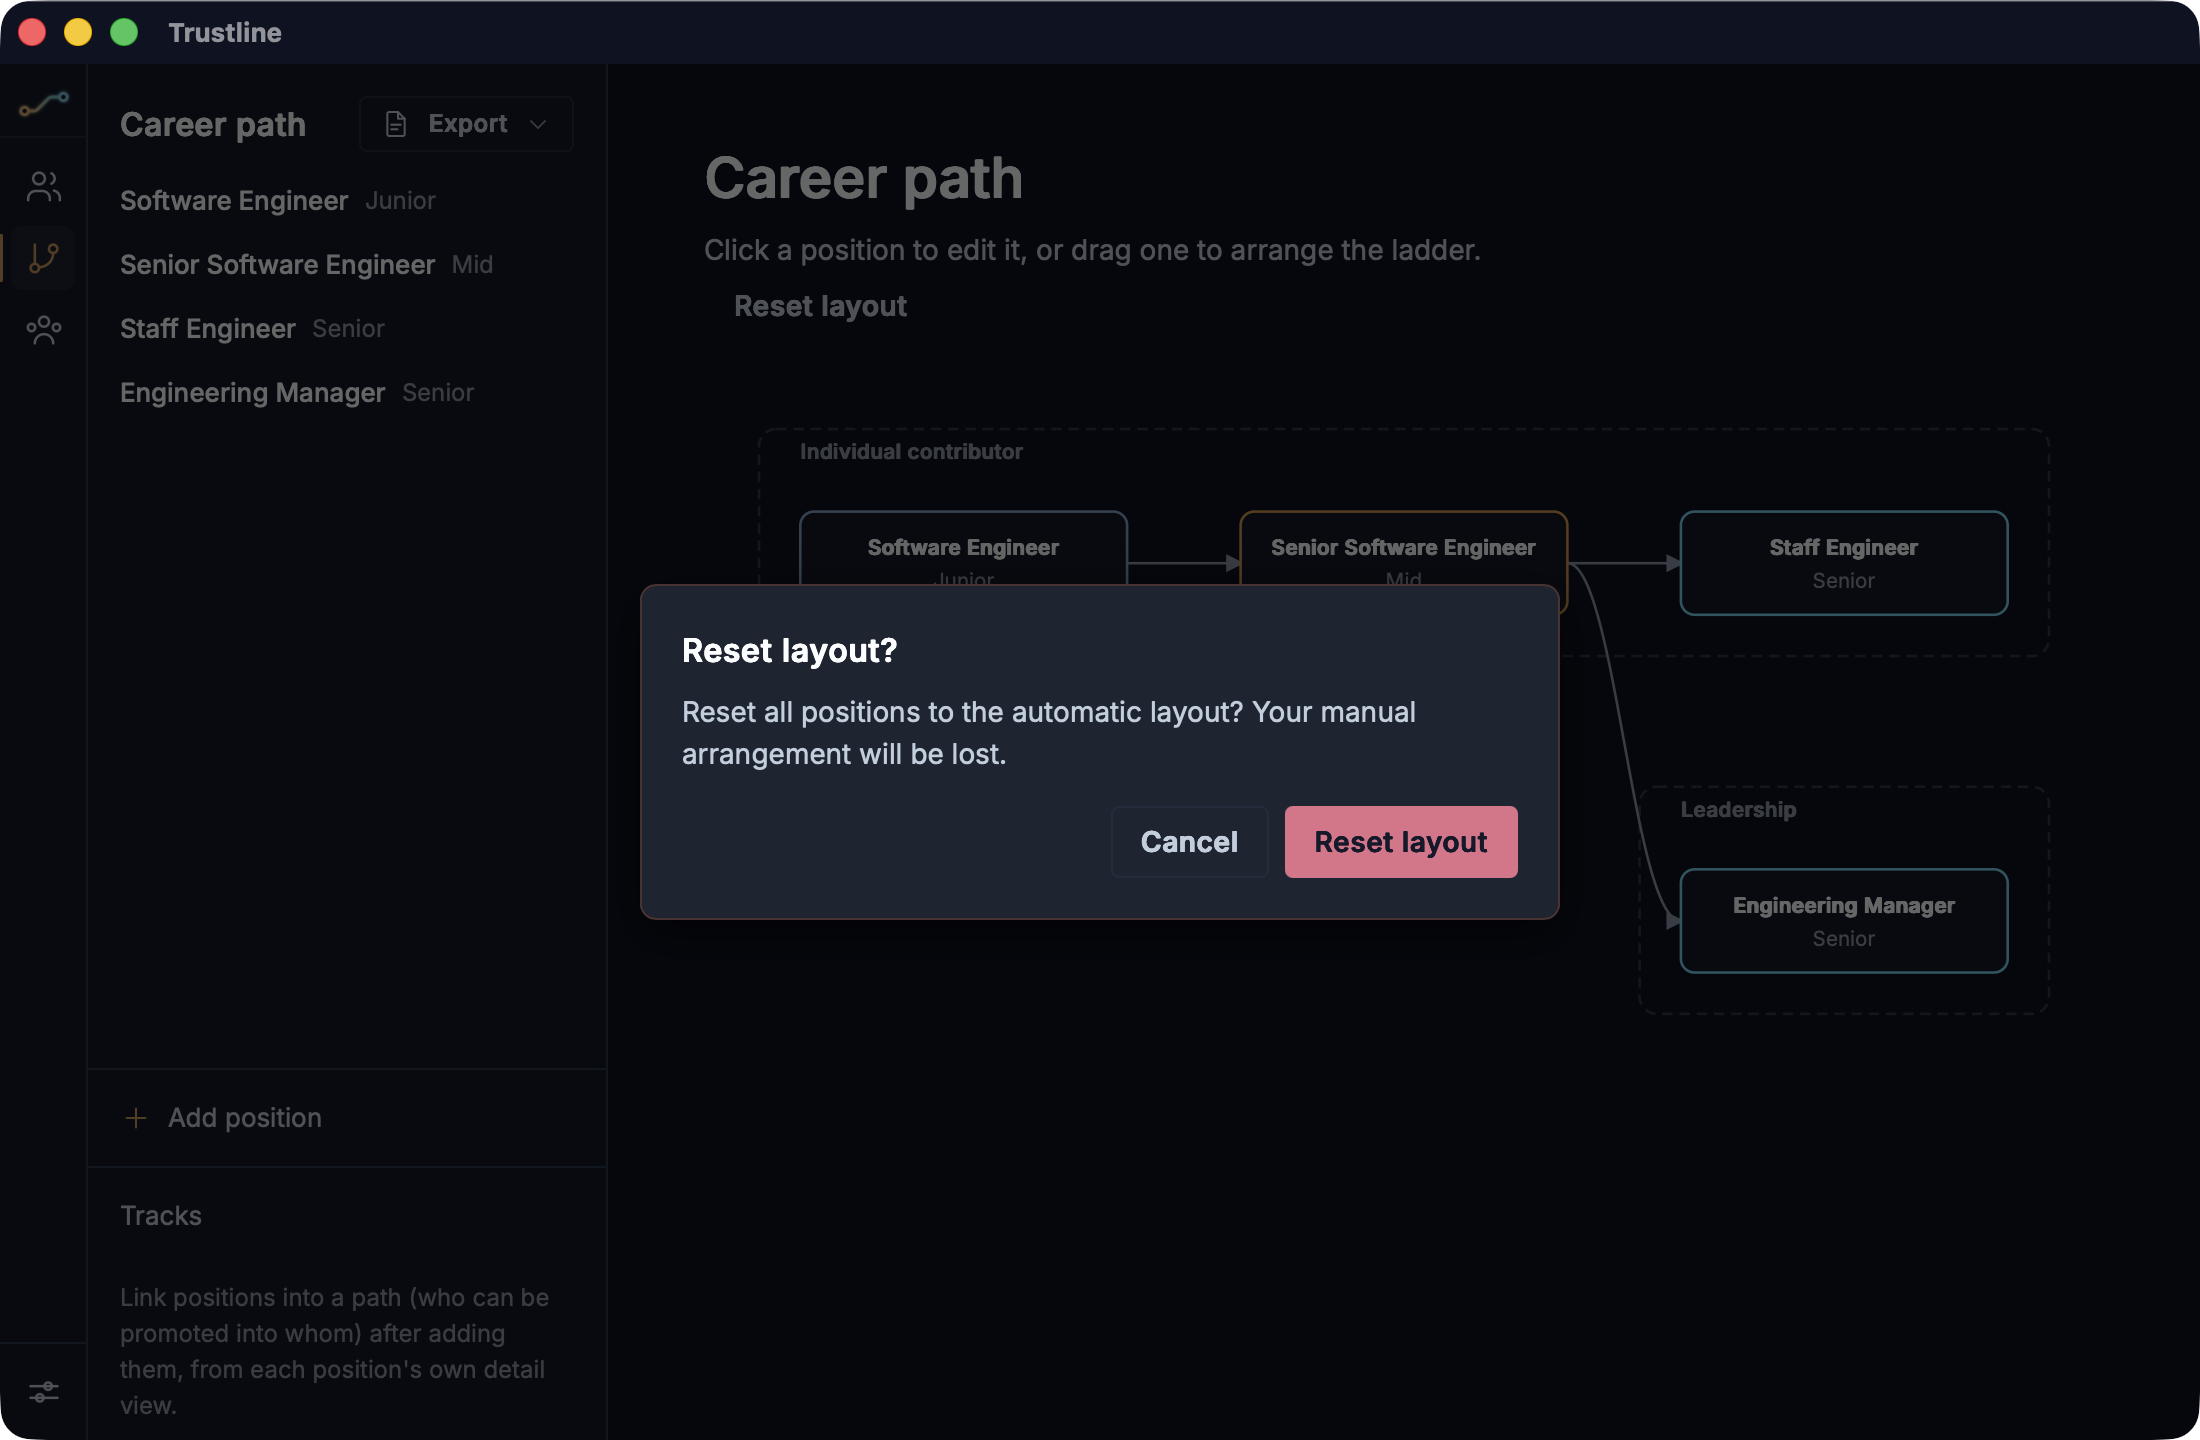 Trustline
Career path
Export
Software Engineer Junior
Senior Software Engineer Mid
Staff Engineer Senior
Engineering Manager Senior
Add position
Tracks
Link positions into a path (who can be
promoted into whom) after adding
them, from each position's own detail
view.
Career path
Click a position to edit it, or drag one to arrange the ladder.
Reset layout
Individual contributor
Software Engineer
Junior
Senior Software Engineer
Mid
Staff Engineer
Senior
Reset layout?
Reset all positions to the automatic layout? Your manual
arrangement will be lost.
Cancel
Reset layout
Leadership
Engineering Manager
Senior